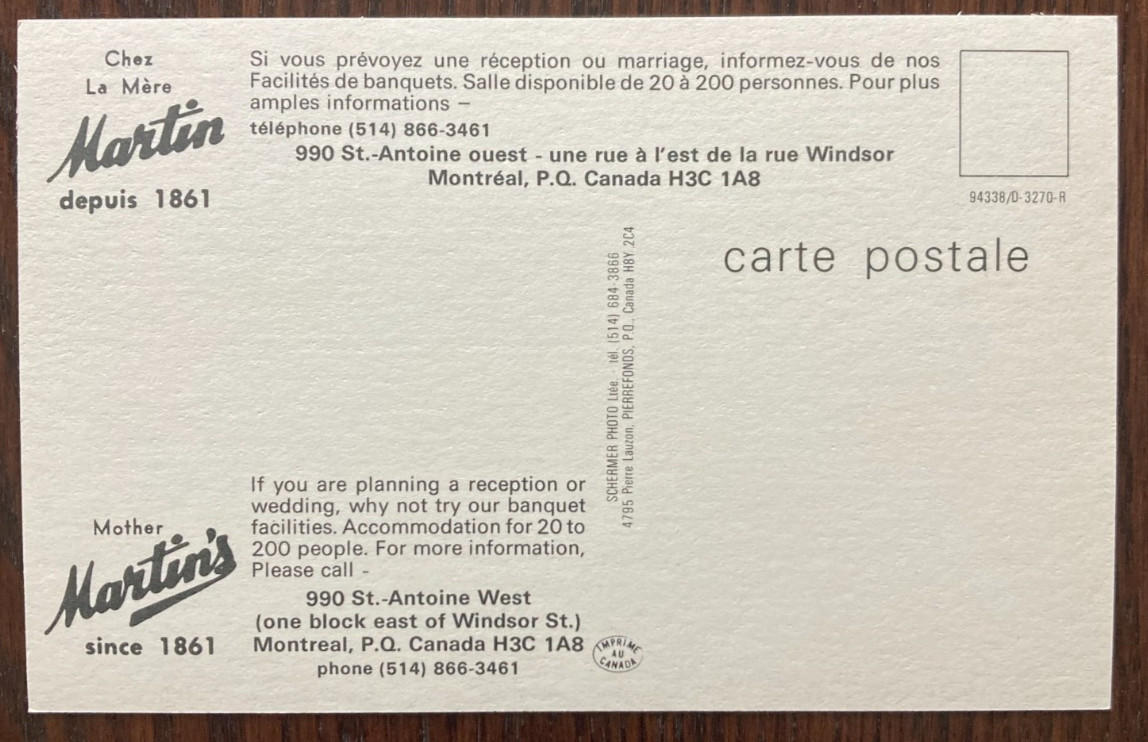 Chez
La Mère
Martin
depuis 1861
Si vous prévoyez une réception ou marriage, informez-vous de nos
Facilités de banquets. Salle disponible de 20 à 200 personnes. Pour plus
amples informations –
téléphone (514) 866-3461
990 St.-Antoine ouest - une rue à l'est de la rue Windsor
Montréal, P.Q. Canada H3C 1A8
94338/D-3270-R
carte postale
SCHERMER PHOTO Ltée. - tél. (514) 684-3866
4795 Pierre Lauzon, PIERREFONDS, P.Q., Canada H8Y 2C4
Mother
Martin's
since 1861
If you are planning a reception or
wedding, why not try our banquet
facilities. Accommodation for 20 to
200 people. For more information,
Please call -
990 St.-Antoine West
(one block east of Windsor St.)
Montreal, P.Q. Canada H3C 1A8
phone (514) 866-3461
IMPRIMÉ
AU
CANADA